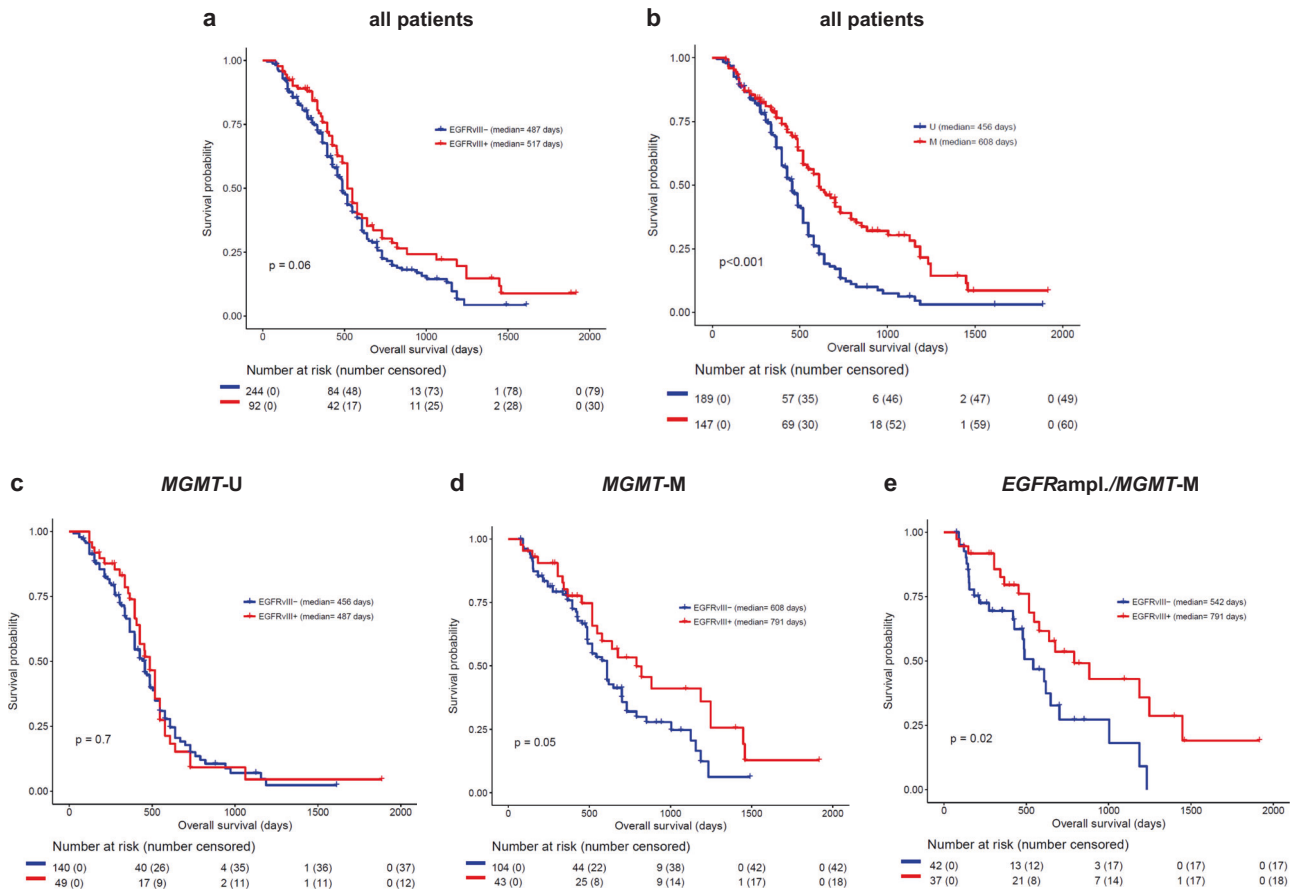 a all patients
1.00
0.75
0.50
0.25
0.00
Survival probability
EGFRvIII− (median= 487 days)
EGFRvIII+ (median= 517 days)
p = 0.06
0 500 1000 1500 2000
Overall survival (days)
Number at risk (number censored)
244 (0) 84 (48) 13 (73) 1 (78) 0 (79)
92 (0) 42 (17) 11 (25) 2 (28) 0 (30)
b all patients
1.00
0.75
0.50
0.25
0.00
Survival probability
U (median= 456 days)
M (median= 608 days)
p<0.001
0 500 1000 1500 2000
Overall survival (days)
Number at risk (number censored)
189 (0) 57 (35) 6 (46) 2 (47) 0 (49)
147 (0) 69 (30) 18 (52) 1 (59) 0 (60)
c MGMT-U
1.00
0.75
0.50
0.25
0.00
Survival probability
EGFRvIII− (median= 456 days)
EGFRvIII+ (median= 487 days)
p = 0.7
0 500 1000 1500 2000
Overall survival (days)
Number at risk (number censored)
140 (0) 40 (26) 4 (35) 1 (36) 0 (37)
49 (0) 17 (9) 2 (11) 1 (11) 0 (12)
d MGMT-M
1.00
0.75
0.50
0.25
0.00
Survival probability
EGFRvIII− (median= 608 days)
EGFRvIII+ (median= 791 days)
p = 0.05
0 500 1000 1500 2000
Overall survival (days)
Number at risk (number censored)
104 (0) 44 (22) 9 (38) 0 (42) 0 (42)
43 (0) 25 (8) 9 (14) 1 (17) 0 (18)
e EGFRampl./MGMT-M
1.00
0.75
0.50
0.25
0.00
Survival probability
EGFRvIII− (median= 542 days)
EGFRvIII+ (median= 791 days)
p = 0.02
0 500 1000 1500 2000
Overall survival (days)
Number at risk (number censored)
42 (0) 13 (12) 3 (17) 0 (17) 0 (17)
37 (0) 21 (8) 7 (14) 1 (17) 0 (18)